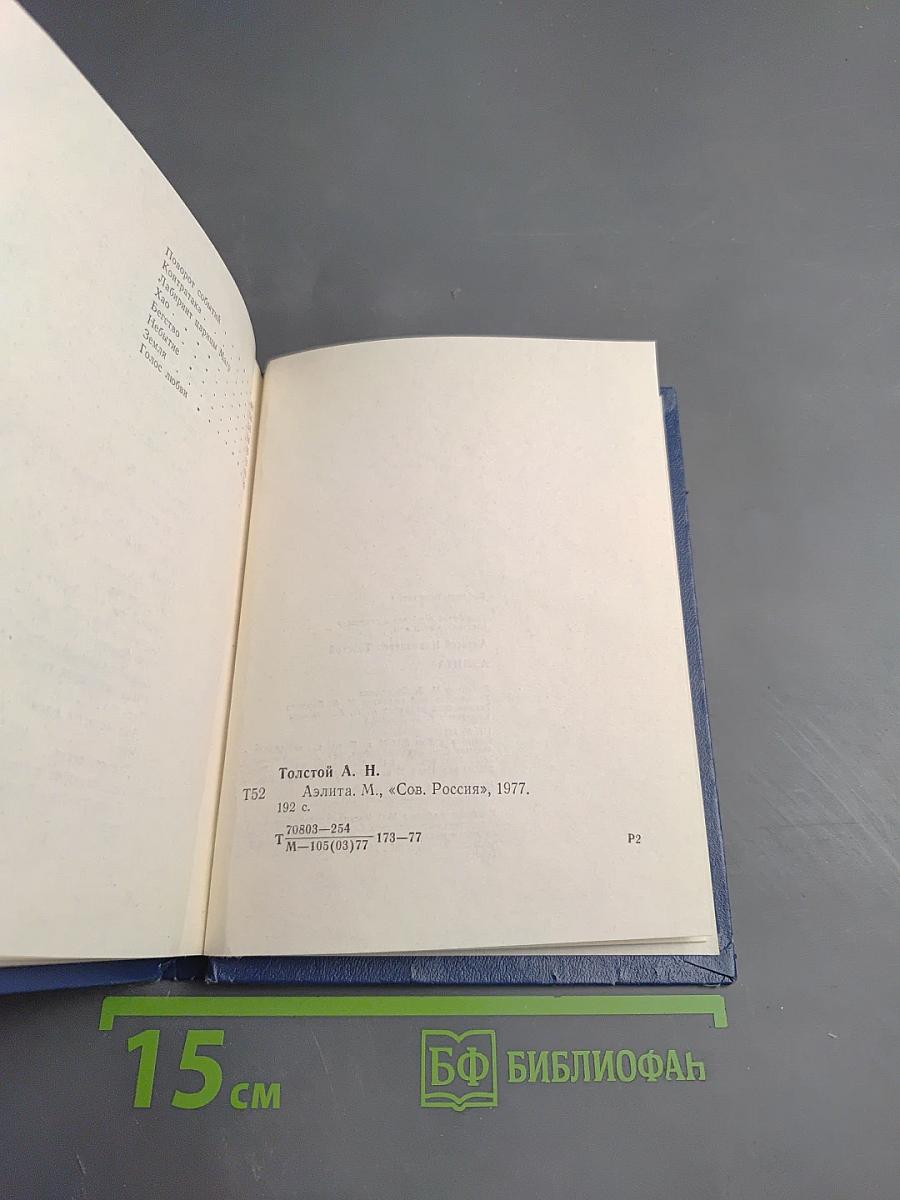 Поворот событий
Контратака
Лабиринт царицы Магр
Хао
Бегство
Небытие
Земля
Голос любви
Толстой А. Н.
Т52 Аэлита. М., «Сов. Россия», 1977.
192 с.
Т 70803—254
М—105(03)77 173—77 Р2
15 см БФ БИБЛИОФАҺ